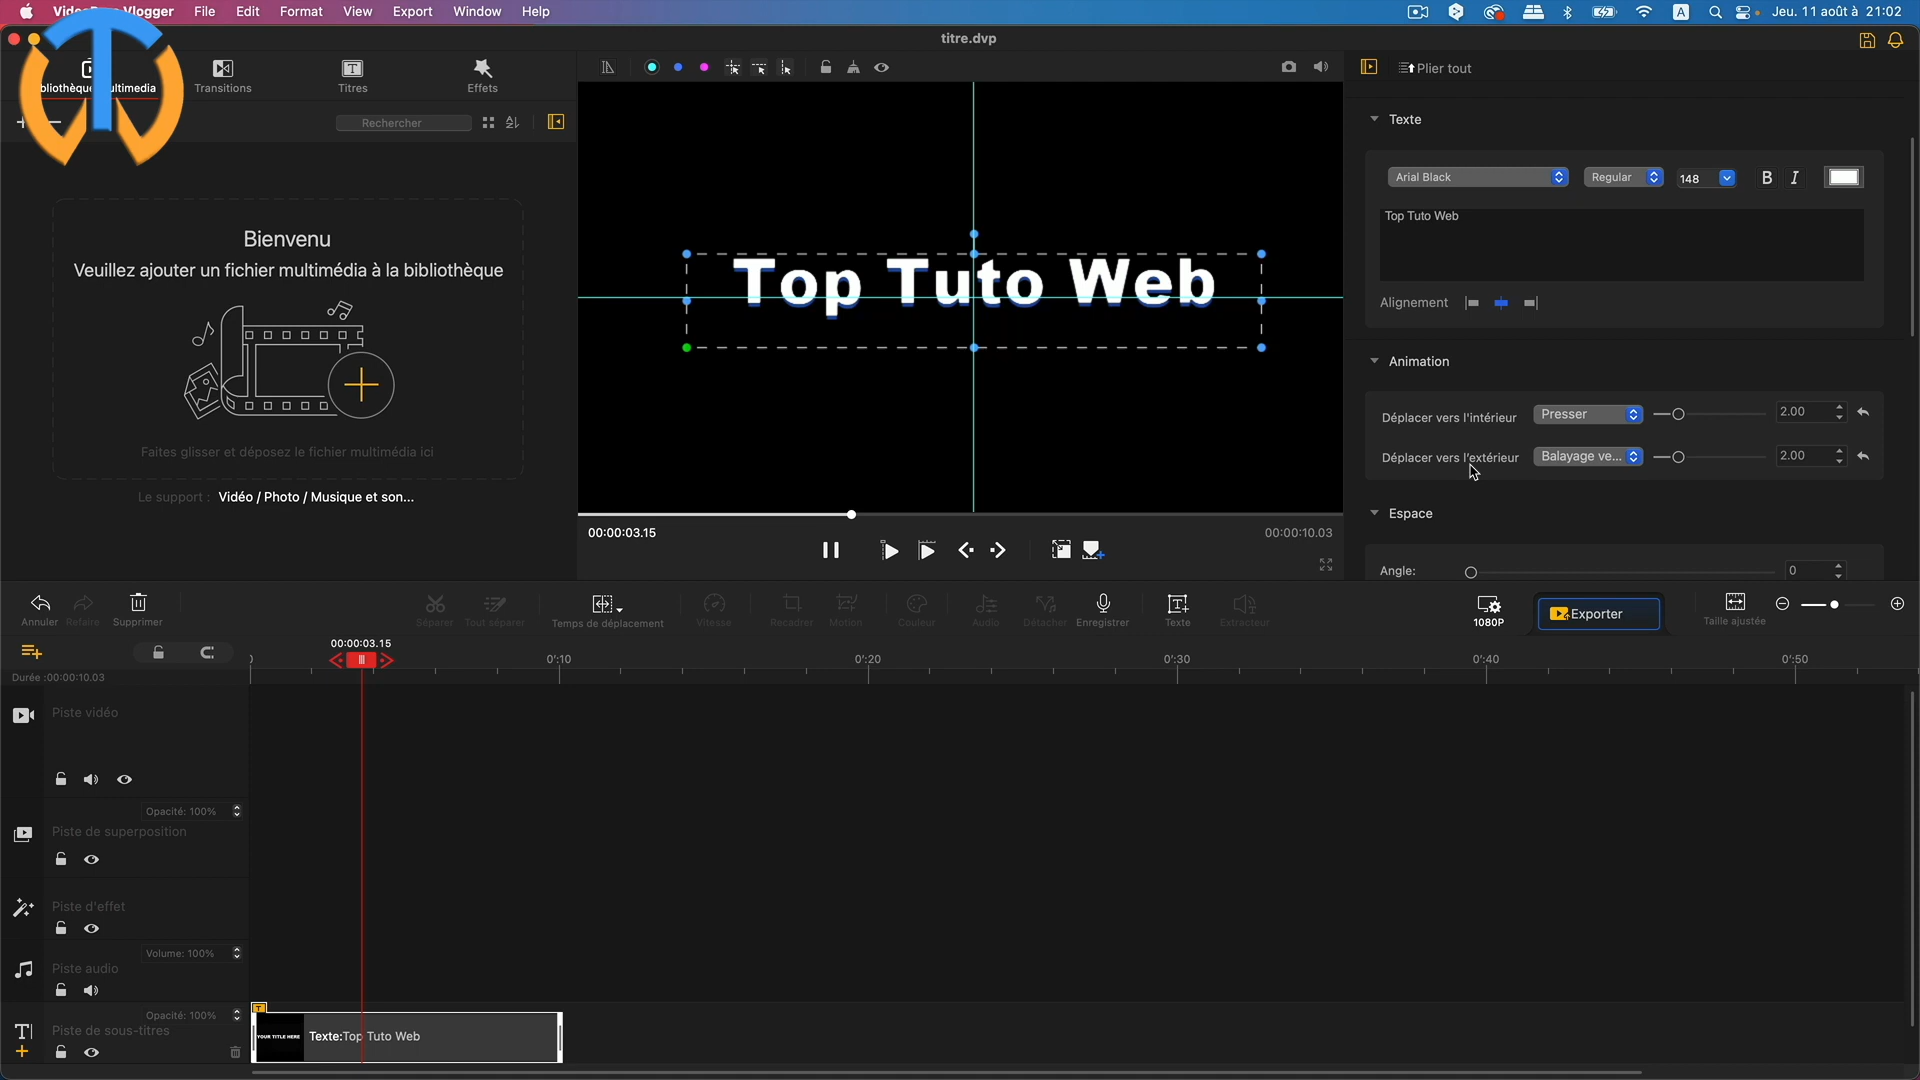 Vlogger File Edit Format View Export Window Help
A Jeu. 11 août à 21:02
titre.dvp
Transitions Titres Effets
Rechercher
Plier tout
Texte
Arial Black Regular 148 B I
Top Tuto Web
Alignement
Bienvenu
Veuillez ajouter un fichier multimédia à la bibliothèque
Faites glisser et déposez le fichier multimédia ici
Le support : Vidéo / Photo / Musique et son...
Top Tuto Web
Animation
Déplacer vers l'intérieur Presser 2.00
Déplacer vers l'extérieur Balayage ve... 2.00
Espace
Angle: 0
00:00:03.15 00:00:10.03
Annuler Refaire Supprimer Séparer Tout séparer Temps de déplacement Vitesse Recadrer Motion Couleur Audio Détacher Enregistrer Texte Extracteur 1080P Exporter Taille ajustée
00:00:03.15
0':10 0':20 0':30 0':40 0':50
Durée :00:00:10.03
Piste vidéo
Opacité: 100%
Piste de superposition
Piste d'effet
Volume: 100%
Piste audio
Opacité: 100%
Piste de sous-titres
YOUR TITLE HERE Texte:Top Tuto Web